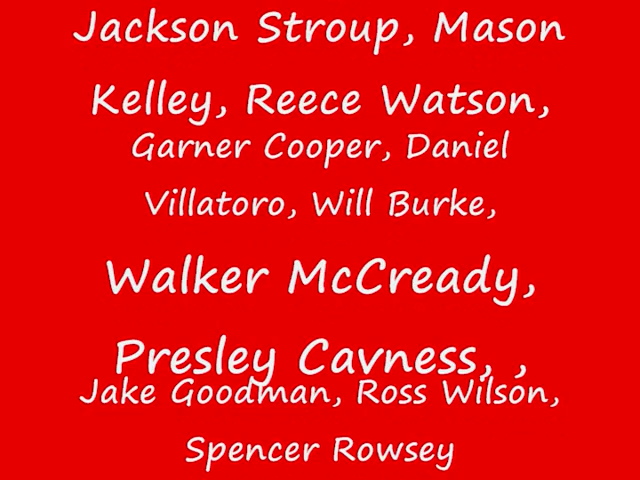 Jackson Stroup, Mason
Kelley, Reece Watson,
Garner Cooper, Daniel
Villatoro, Will Burke,
Walker McCready,
Presley Cavness, ,
Jake Goodman, Ross Wilson,
Spencer Rowsey